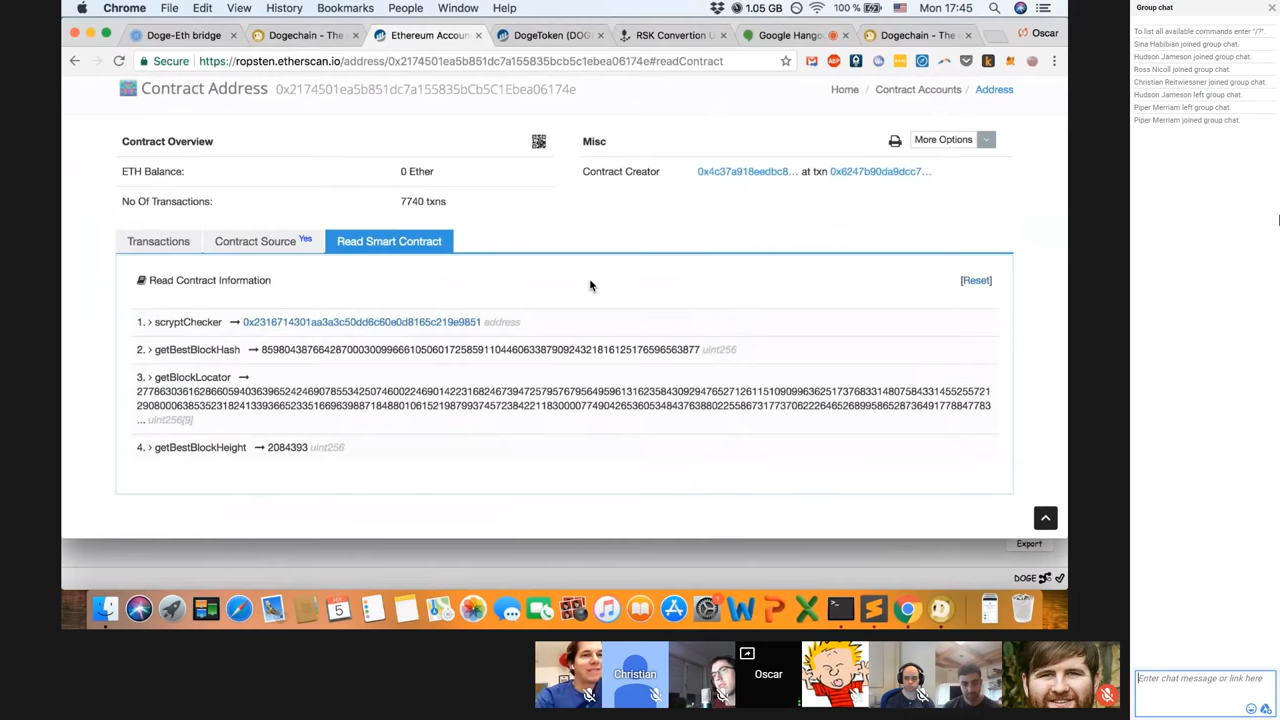 Chrome File Edit View History Bookmarks People Window Help
1.05 GB 100 % Mon 17:45
Doge-Eth bridge
Dogechain - The
Ethereum Accoun
DogeToken (DOG
RSK Convertion U
Google Hango
Dogechain - The
Oscar
Secure https://ropsten.etherscan.io/address/0x2174501ea5b851dc7a155835bcb5c1ebea06174e#readContract
Contract Address
Home / Contract Accounts / Address
Contract Overview
Misc
More Options
ETH Balance: 0 Ether
Contract Creator 0x4c37a918eedbc8... at txn 0x6247b90da9dcc7...
No Of Transactions: 7740 txns
Transactions
Contract Source Yes
Read Smart Contract
Read Contract Information
[Reset]
1. > scryptChecker → 0x2316714301aa3a3c50dd6c60e0d8165c219e9851 address
2. > getBestBlockHash → uint256
3. > getBlockLocator →
... uint256[9]
4. > getBestBlockHeight → 2084393 uint256
Export
DOGE
Christian
Oscar
Group chat
To list all available commands enter "/?".
Sina Habibian joined group chat.
Hudson Jameson joined group chat.
Ross Nicoll joined group chat.
Christian Reitwiessner joined group chat.
Hudson Jameson left group chat.
Piper Merriam left group chat.
Piper Merriam joined group chat.
Enter chat message or link here